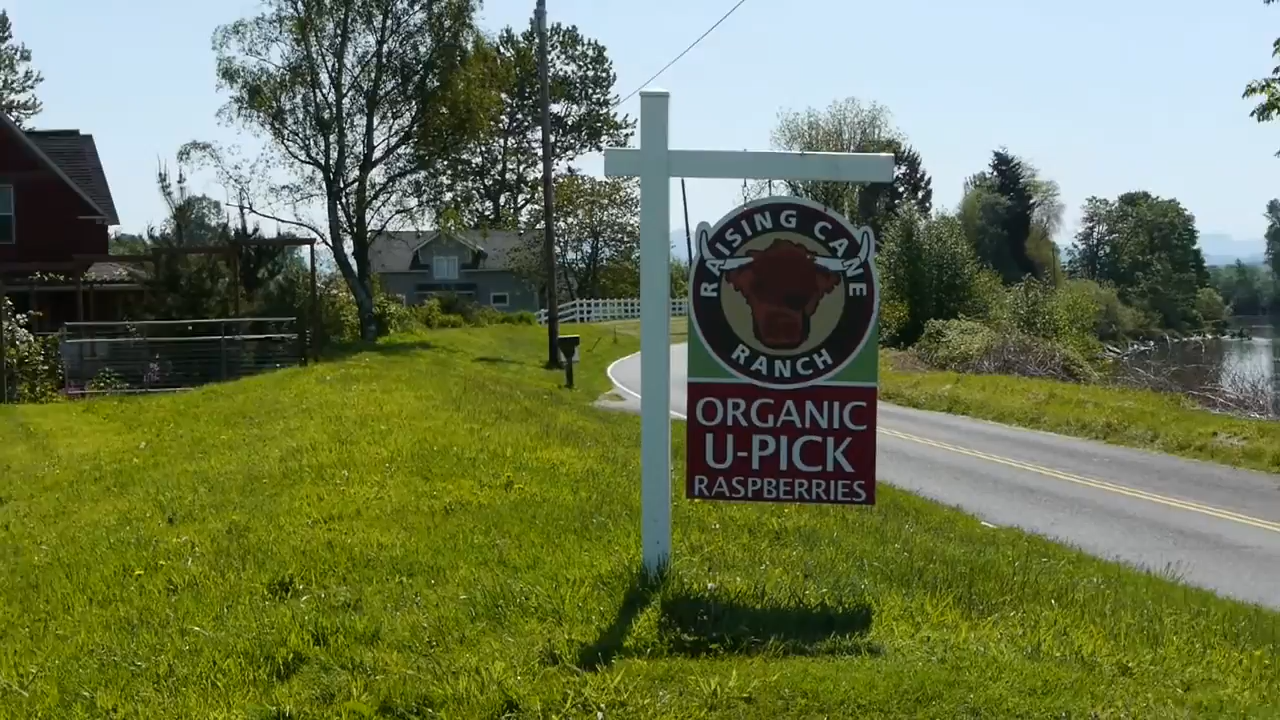 RAISING CANE
RANCH
ORGANIC
U-PICK
RASPBERRIES